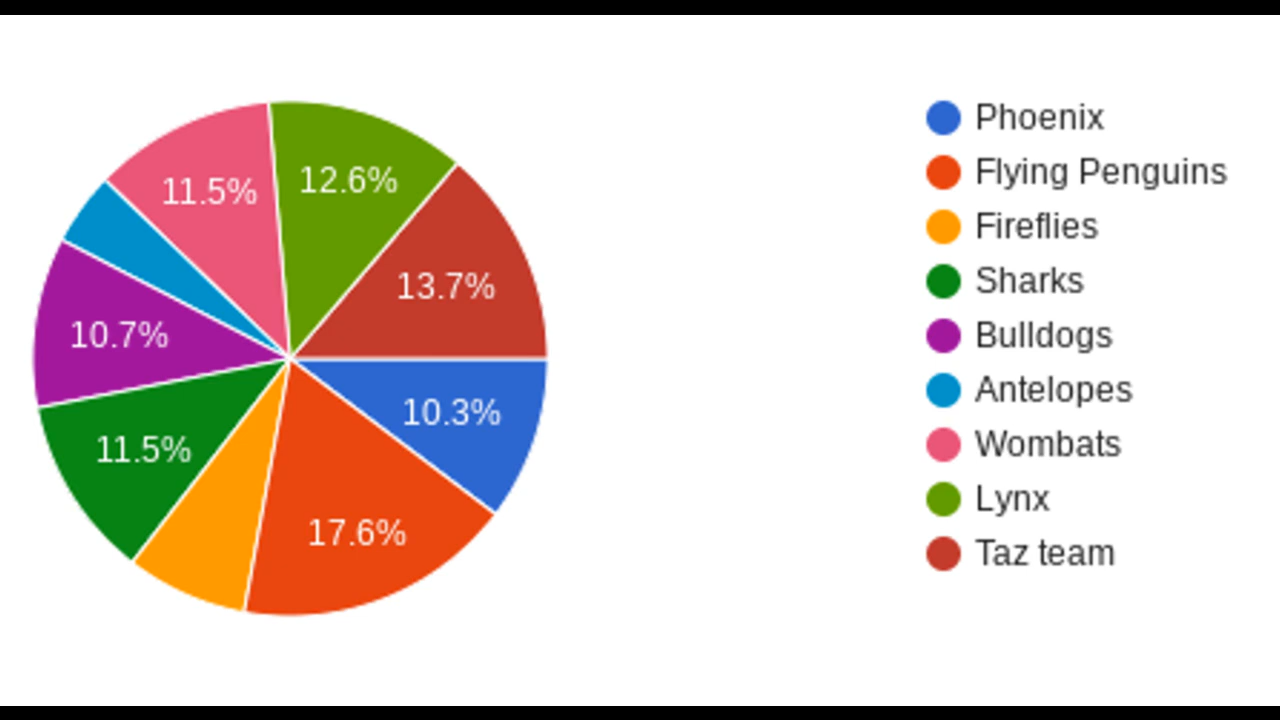 11.5%
12.6%
13.7%
10.7%
10.3%
11.5%
17.6%
Phoenix
Flying Penguins
Fireflies
Sharks
Bulldogs
Antelopes
Wombats
Lynx
Taz team